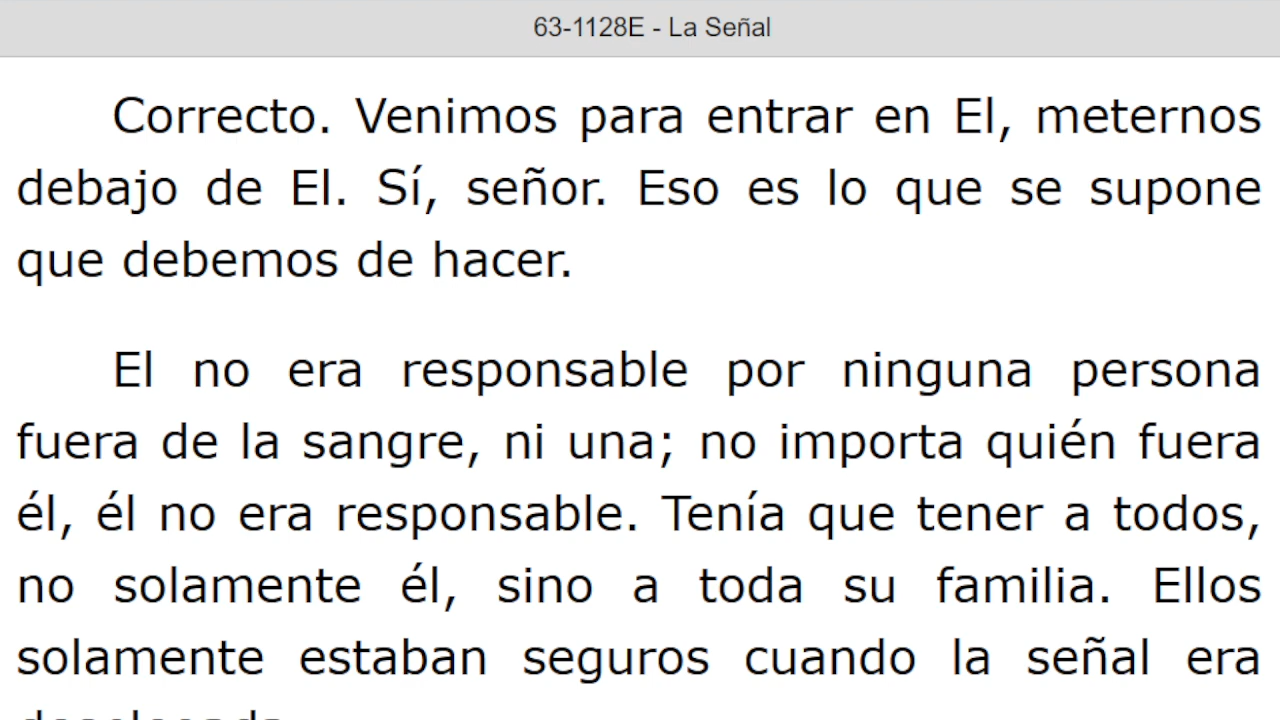 63-1128E - La Señal
Correcto. Venimos para entrar en El, meternos
debajo de El. Sí, señor. Eso es lo que se supone
que debemos de hacer.
El no era responsable por ninguna persona
fuera de la sangre, ni una; no importa quién fuera
él, él no era responsable. Tenía que tener a todos,
no solamente él, sino a toda su familia. Ellos
solamente estaban seguros cuando la señal era